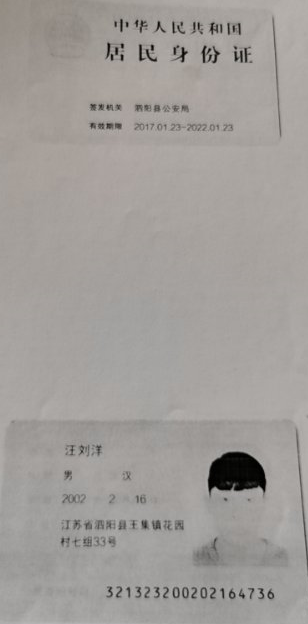 中华人民共和国
居民身份证
签发机关 泗阳县公安局
有效期限 2017.01.23-2022.01.23
汪刘洋
男 汉
2002 2 16
江苏省泗阳县王集镇花园
村七组33号
321323200202164736